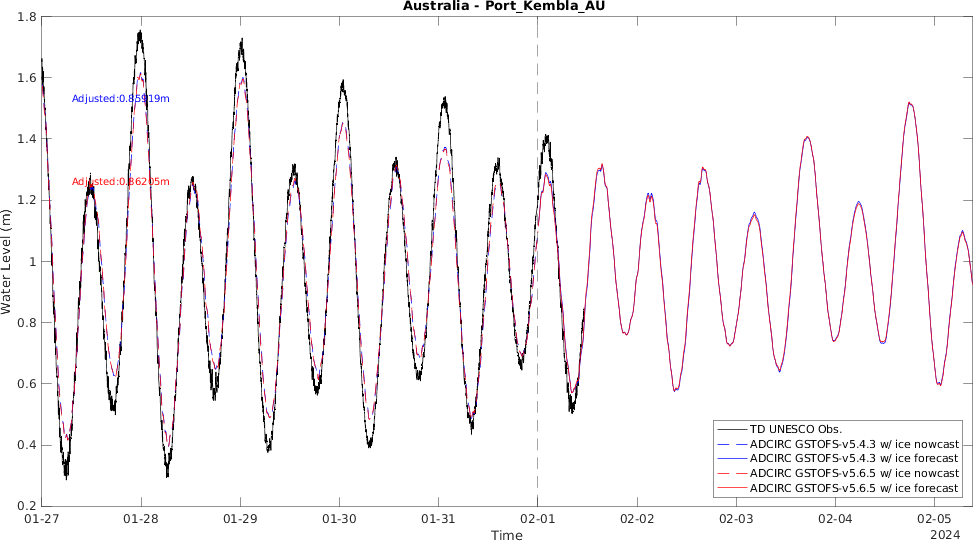 Australia - Port_Kembla_AU
1.8
1.6
1.4
1.2
1
0.8
0.6
0.4
0.2
Water Level (m)
Adjusted:0.85919m
Adjusted:0.86205m
TD UNESCO Obs.
ADCIRC GSTOFS-v5.4.3 w/ ice nowcast
ADCIRC GSTOFS-v5.4.3 w/ ice forecast
ADCIRC GSTOFS-v5.6.5 w/ ice nowcast
ADCIRC GSTOFS-v5.6.5 w/ ice forecast
01-27 01-28 01-29 01-30 01-31 02-01 02-02 02-03 02-04 02-05
Time
2024